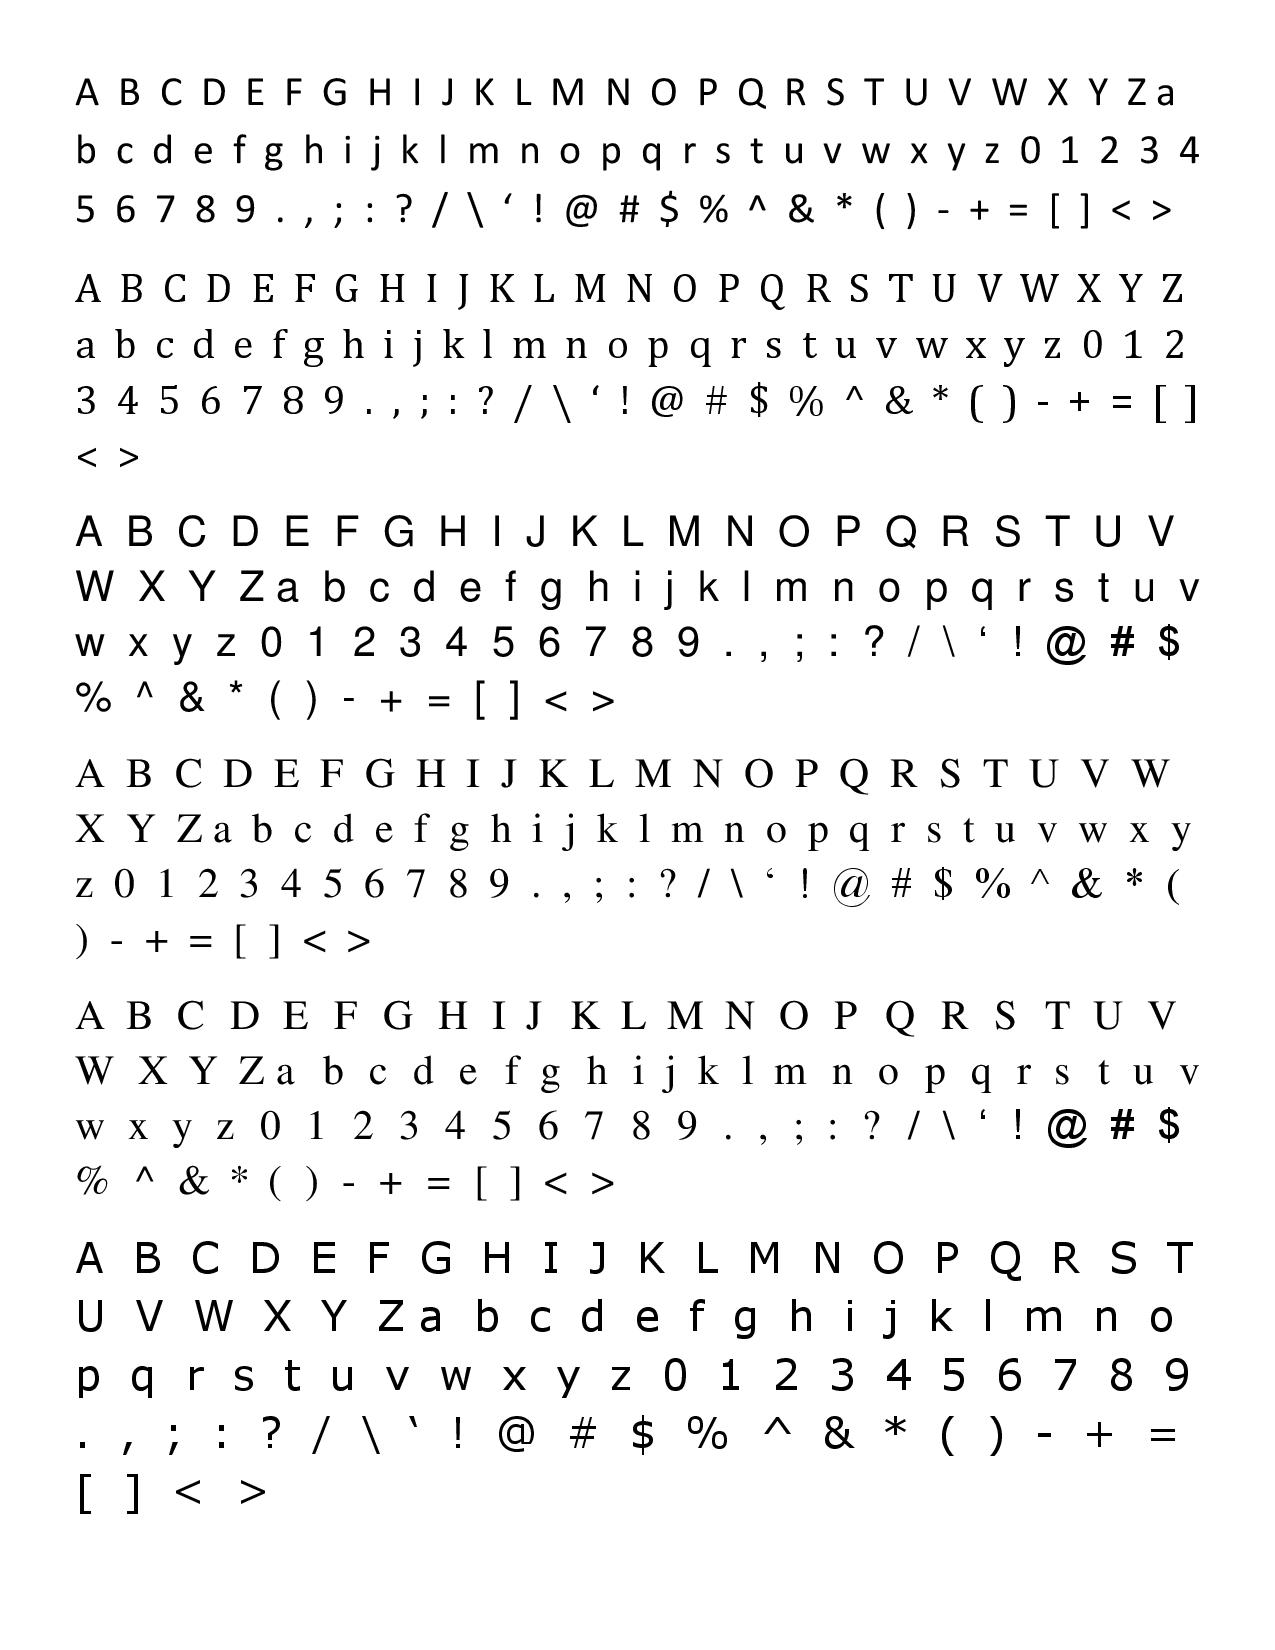 A B C D E F G H I J K L M N O P Q R S T U V W X Y Z a
b c d e f g h i j k l m n o p q r s t u v w x y z 0 1 2 3 4
5 6 7 8 9 . , ; : ? / \ ‘ ! @ # $ % ^ & * ( ) - + = [ ] < >
A B C D E F G H I J K L M N O P Q R S T U V W X Y Z
a b c d e f g h i j k l m n o p q r s t u v w x y z 0 1 2
3 4 5 6 7 8 9 . , ; : ? / \ ‘ ! @ # $ % ^ & * ( ) - + = [ ]
< >
A B C D E F G H I J K L M N O P Q R S T U V
W X Y Z a b c d e f g h i j k l m n o p q r s t u v
w x y z 0 1 2 3 4 5 6 7 8 9 . , ; : ? / \ ‘ ! @ # $
% ^ & * ( ) - + = [ ] < >
A B C D E F G H I J K L M N O P Q R S T U V W
X Y Z a b c d e f g h i j k l m n o p q r s t u v w x y
z 0 1 2 3 4 5 6 7 8 9 . , ; : ? / \ ‘ ! @ # $ % ^ & * (
) - + = [ ] < >
A B C D E F G H I J K L M N O P Q R S T U V
W X Y Z a b c d e f g h i j k l m n o p q r s t u v
w x y z 0 1 2 3 4 5 6 7 8 9 . , ; : ? / \ ‘ ! @ # $
% ^ & * ( ) - + = [ ] < >
A B C D E F G H I J K L M N O P Q R S T
U V W X Y Z a b c d e f g h i j k l m n o
p q r s t u v w x y z 0 1 2 3 4 5 6 7 8 9
. , ; : ? / \ ‘ ! @ # $ % ^ & * ( ) - + =
[ ] < >